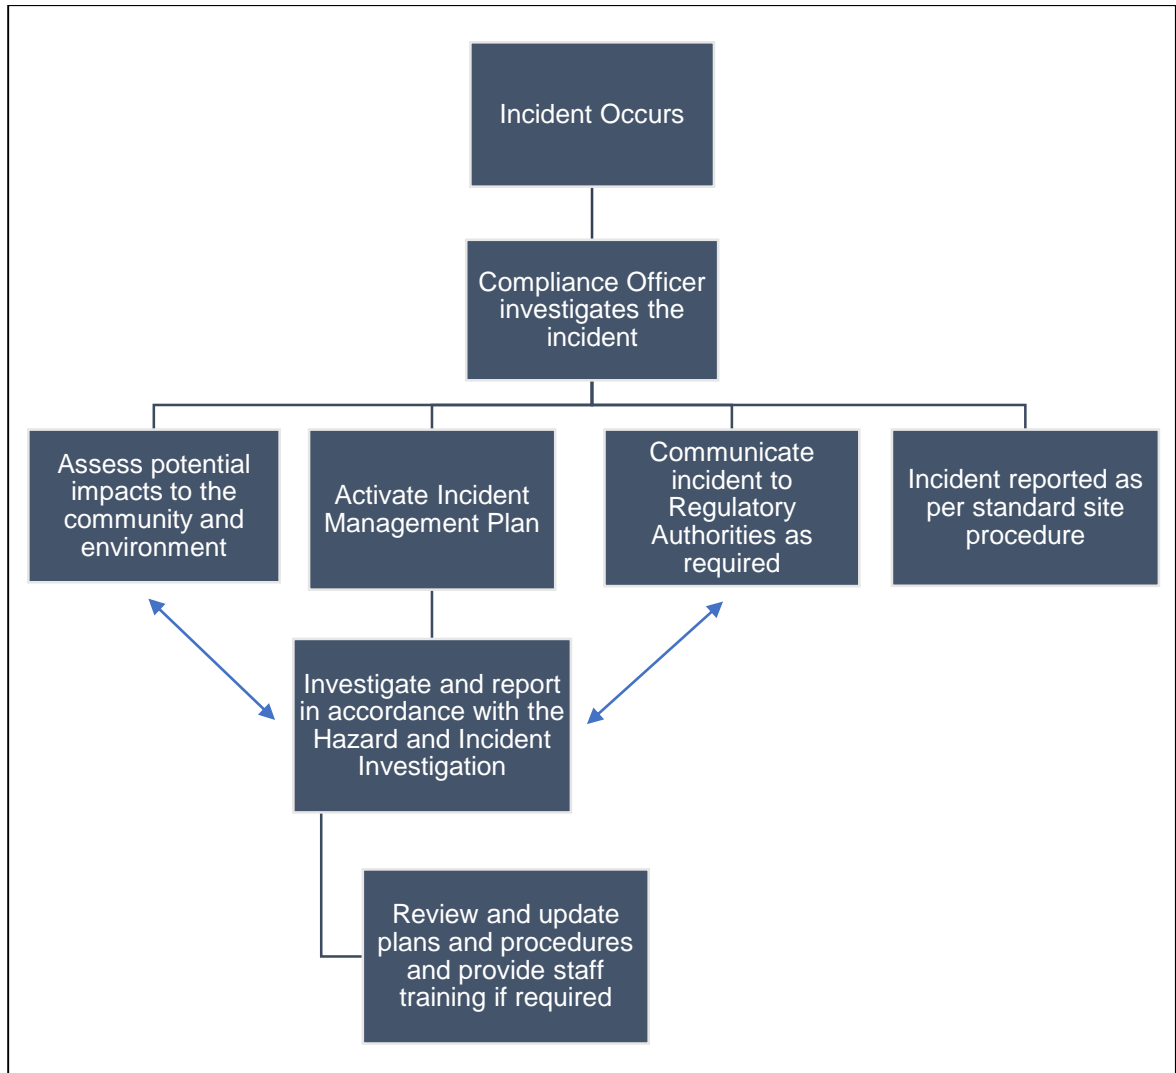 Incident Occurs
Compliance Officer
investigates the
incident
Assess potential
impacts to the
community and
environment
Activate Incident
Management Plan
Communicate
incident to
Regulatory
Authorities as
required
Incident reported as
per standard site
procedure
Investigate and report
in accordance with the
Hazard and Incident
Investigation
Review and update
plans and procedures
and provide staff
training if required